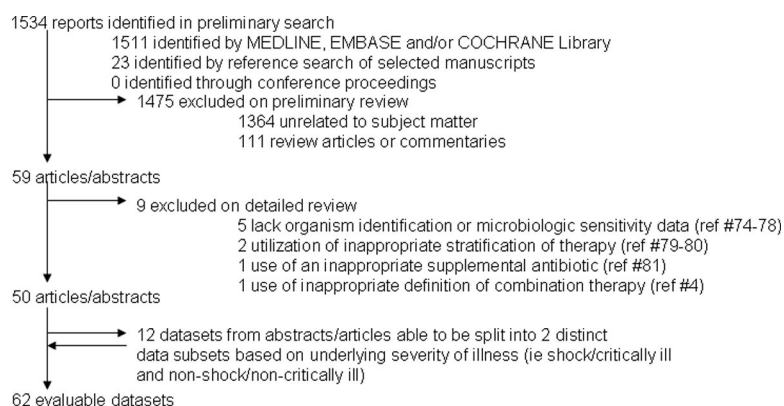 1534 reports identified in preliminary search
1511 identified by MEDLINE, EMBASE and/or COCHRANE Library
23 identified by reference search of selected manuscripts
0 identified through conference proceedings
1475 excluded on preliminary review
1364 unrelated to subject matter
111 review articles or commentaries
59 articles/abstracts
9 excluded on detailed review
5 lack organism identification or microbiologic sensitivity data (ref #74-78)
2 utilization of inappropriate stratification of therapy (ref #79-80)
1 use of an inappropriate supplemental antibiotic (ref #81)
1 use of inappropriate definition of combination therapy (ref #4)
50 articles/abstracts
12 datasets from abstracts/articles able to be split into 2 distinct
data subsets based on underlying severity of illness (ie shock/critically ill
and non-shock/non-critically ill)
62 evaluable datasets